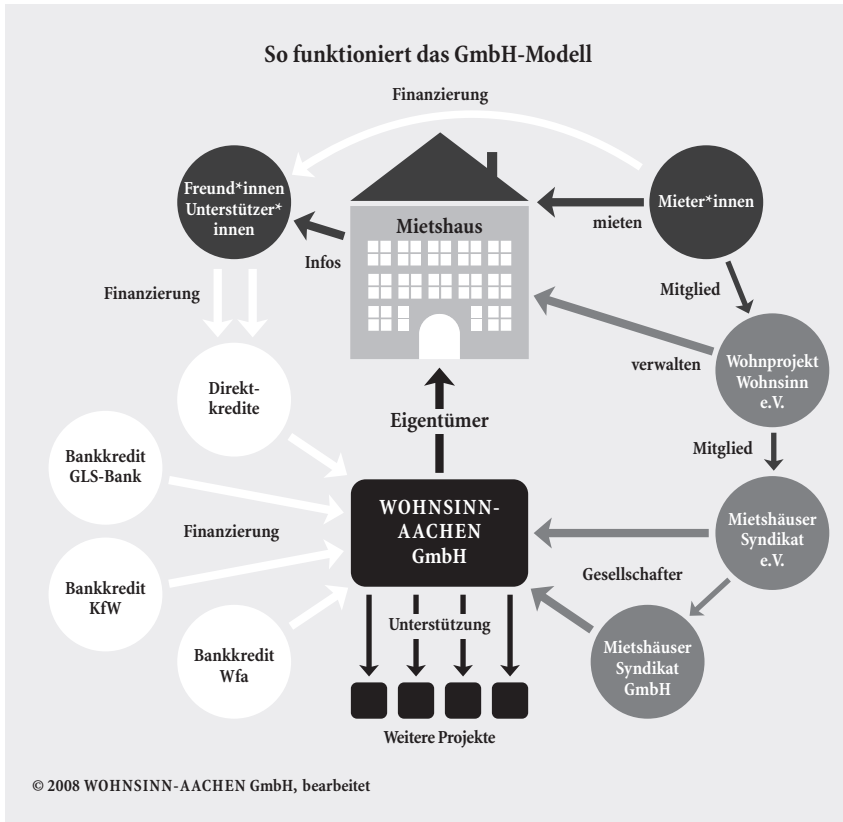 So funktioniert das GmbH-Modell
Finanzierung
Freund*innen
Unterstützer*
innen
Mietshaus
mieten
Mieter*innen
Infos
Finanzierung
Mitglied
verwalten
Wohnprojekt
Wohnsinn
e.V.
Direkt-
kredite
Eigentümer
Mitglied
Bankkredit
GLS-Bank
WOHNSINN-
AACHEN
GmbH
Mietshäuser
Syndikat
e.V.
Finanzierung
Gesellschafter
Bankkredit
KfW
Unterstützung
Bankkredit
Wfa
Mietshäuser
Syndikat
GmbH
Weitere Projekte
© 2008 WOHNSINN-AACHEN GmbH, bearbeitet